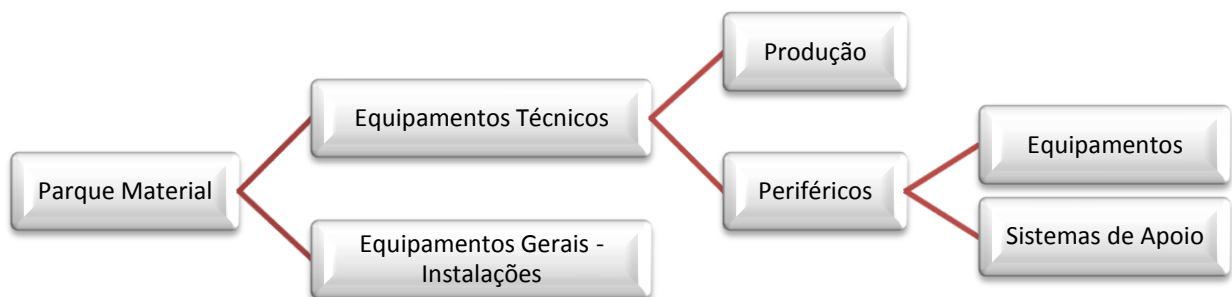 Parque Material
Equipamentos Técnicos
Equipamentos Gerais -
Instalações
Produção
Periféricos
Equipamentos
Sistemas de Apoio